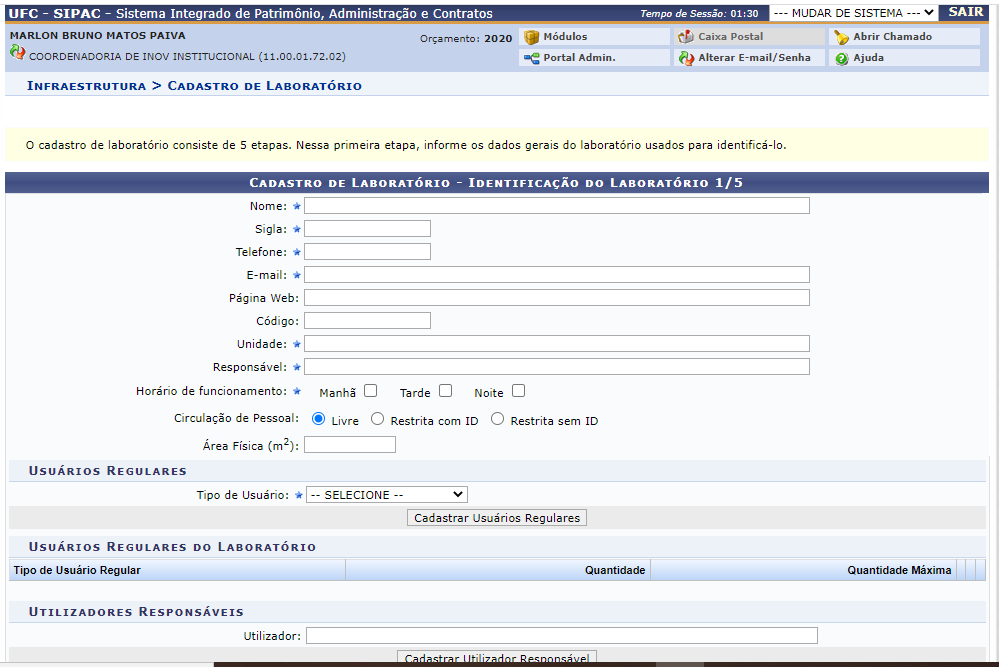 UFC - SIPAC - Sistema Integrado de Patrimônio, Administração e Contratos Tempo de Sessão: 01:30 --- MUDAR DE SISTEMA --- SAIR
MARLON BRUNO MATOS PAIVA Orçamento: 2020 Módulos Caixa Postal Abrir Chamado
COORDENADORIA DE INOV INSTITUCIONAL (11.00.01.72.02) Portal Admin. Alterar E-mail/Senha Ajuda
Infraestrutura > Cadastro de Laboratório
O cadastro de laboratório consiste de 5 etapas. Nessa primeira etapa, informe os dados gerais do laboratório usados para identificá-lo.
Cadastro de Laboratório - Identificação do Laboratório 1/5
Nome:
Sigla:
Telefone:
E-mail:
Página Web:
Código:
Unidade:
Responsável:
Horário de funcionamento: Manhã Tarde Noite
Circulação de Pessoal: Livre Restrita com ID Restrita sem ID
Área Física (m²):
Usuários Regulares
Tipo de Usuário: -- SELECIONE --
Cadastrar Usuários Regulares
Usuários Regulares do Laboratório
Tipo de Usuário Regular Quantidade Quantidade Máxima
Utilizadores Responsáveis
Utilizador:
Cadastrar Utilizador Responsável